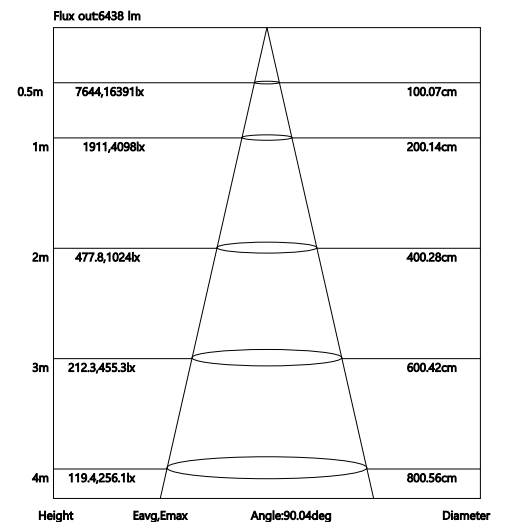 Flux out:6438 lm
0.5m 7644,16391lx 100.07cm
1m 1911,4098lx 200.14cm
2m 477.8,1024lx 400.28cm
3m 212.3,455.3lx 600.42cm
4m 119.4,256.1lx 800.56cm
Height Eavg,Emax Angle:90.04deg Diameter